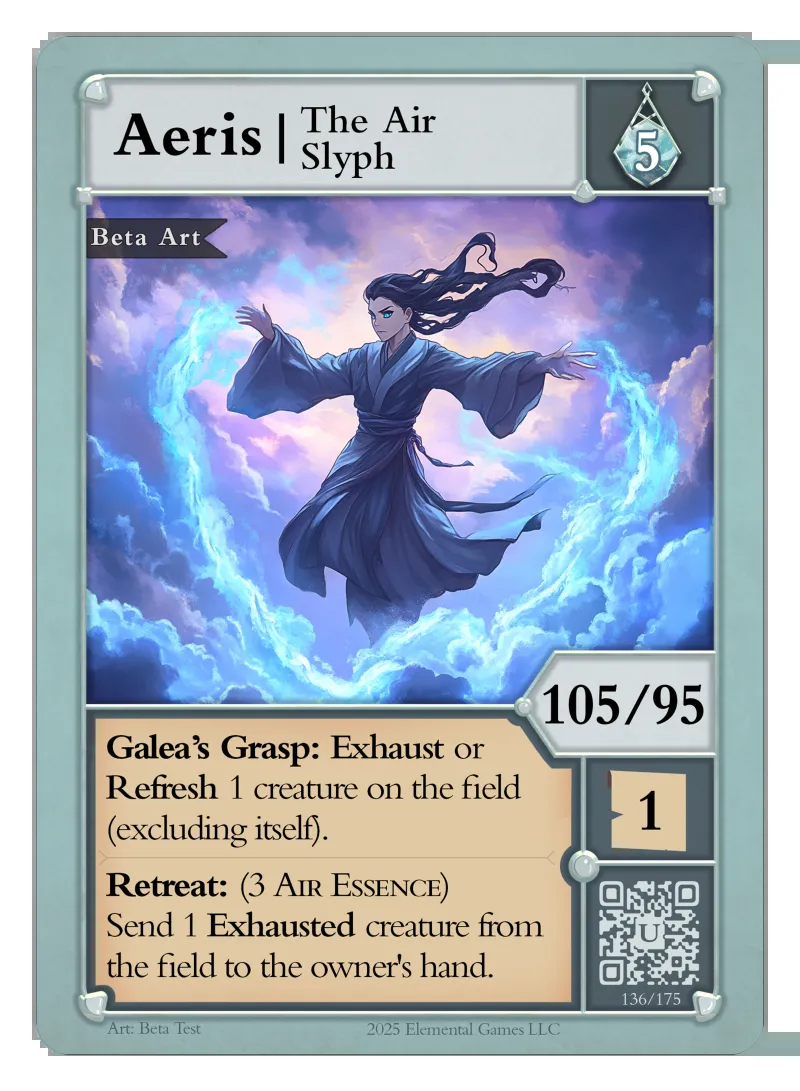 Aeris | The Air
Slyph
5
Beta Art
105/95
Galea's Grasp: Exhaust or
Refresh 1 creature on the field
(excluding itself).
1
Retreat: (3 Air Essence)
Send 1 Exhausted creature from
the field to the owner's hand.
U
136/175
Art: Beta Test
2025 Elemental Games LLC